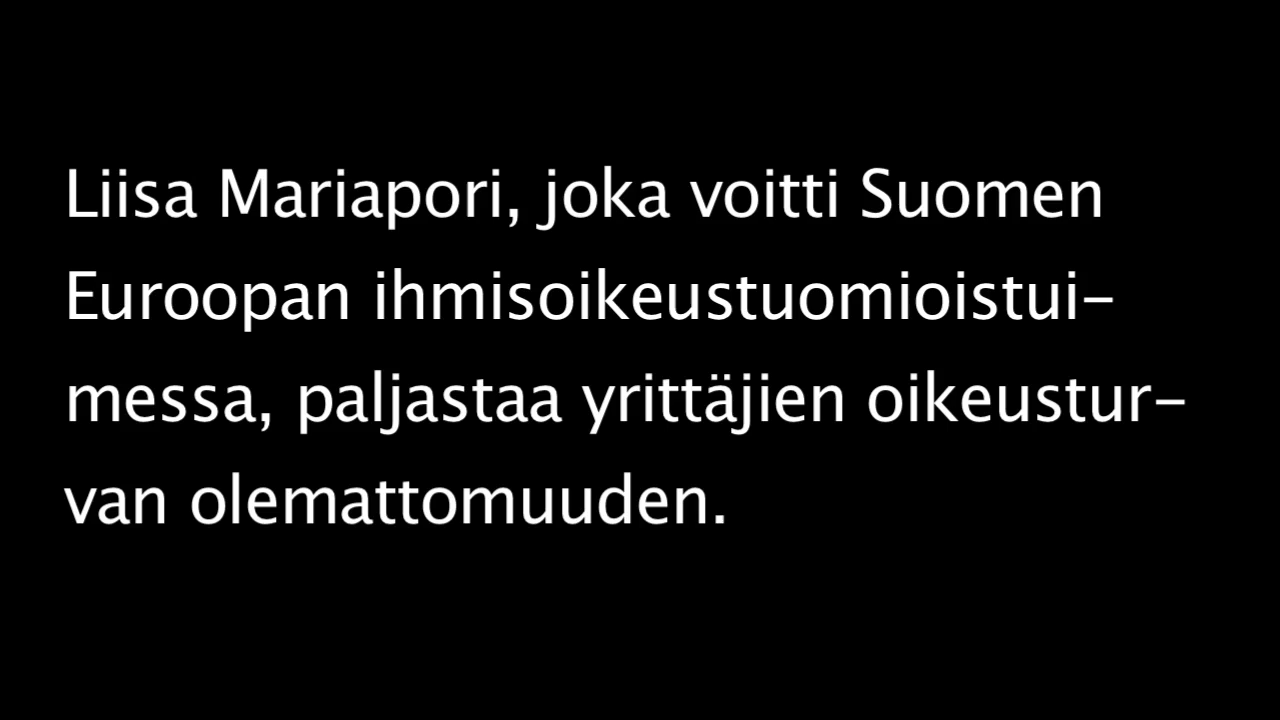 Liisa Mariapori, joka voitti Suomen
Euroopan ihmisoikeustuomioistui-
messa, paljastaa yrittäjien oikeustur-
van olemattomuuden.